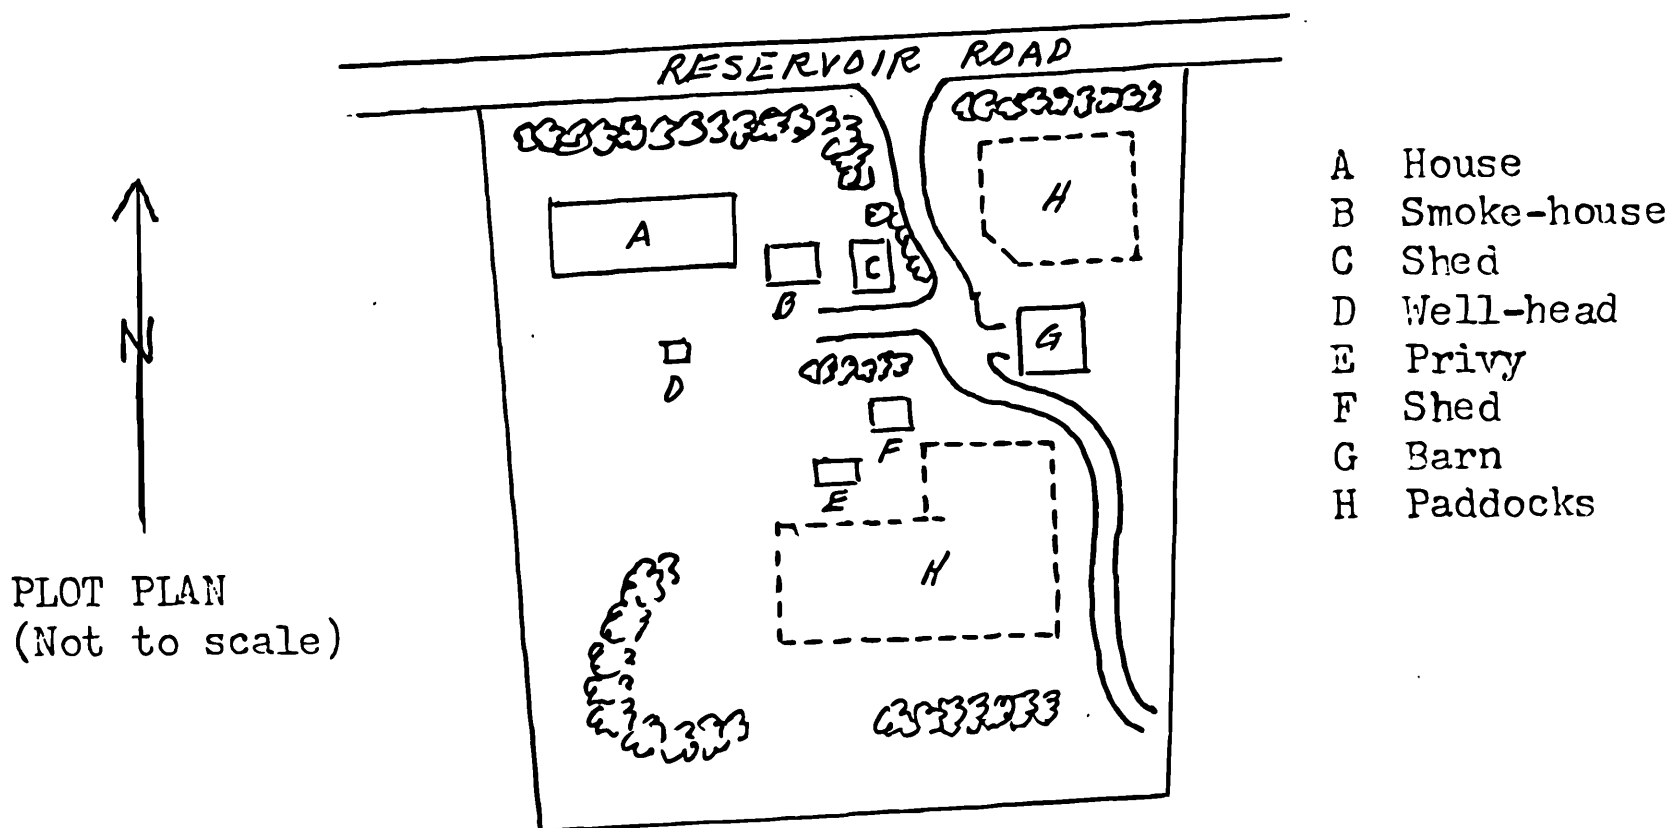 RESERVOIR ROAD
A House
B Smoke-house
C Shed
D Well-head
E Privy
F Shed
G Barn
H Paddocks
H
A
C
B
G
D
F
E
H
N
PLOT PLAN
(Not to scale)